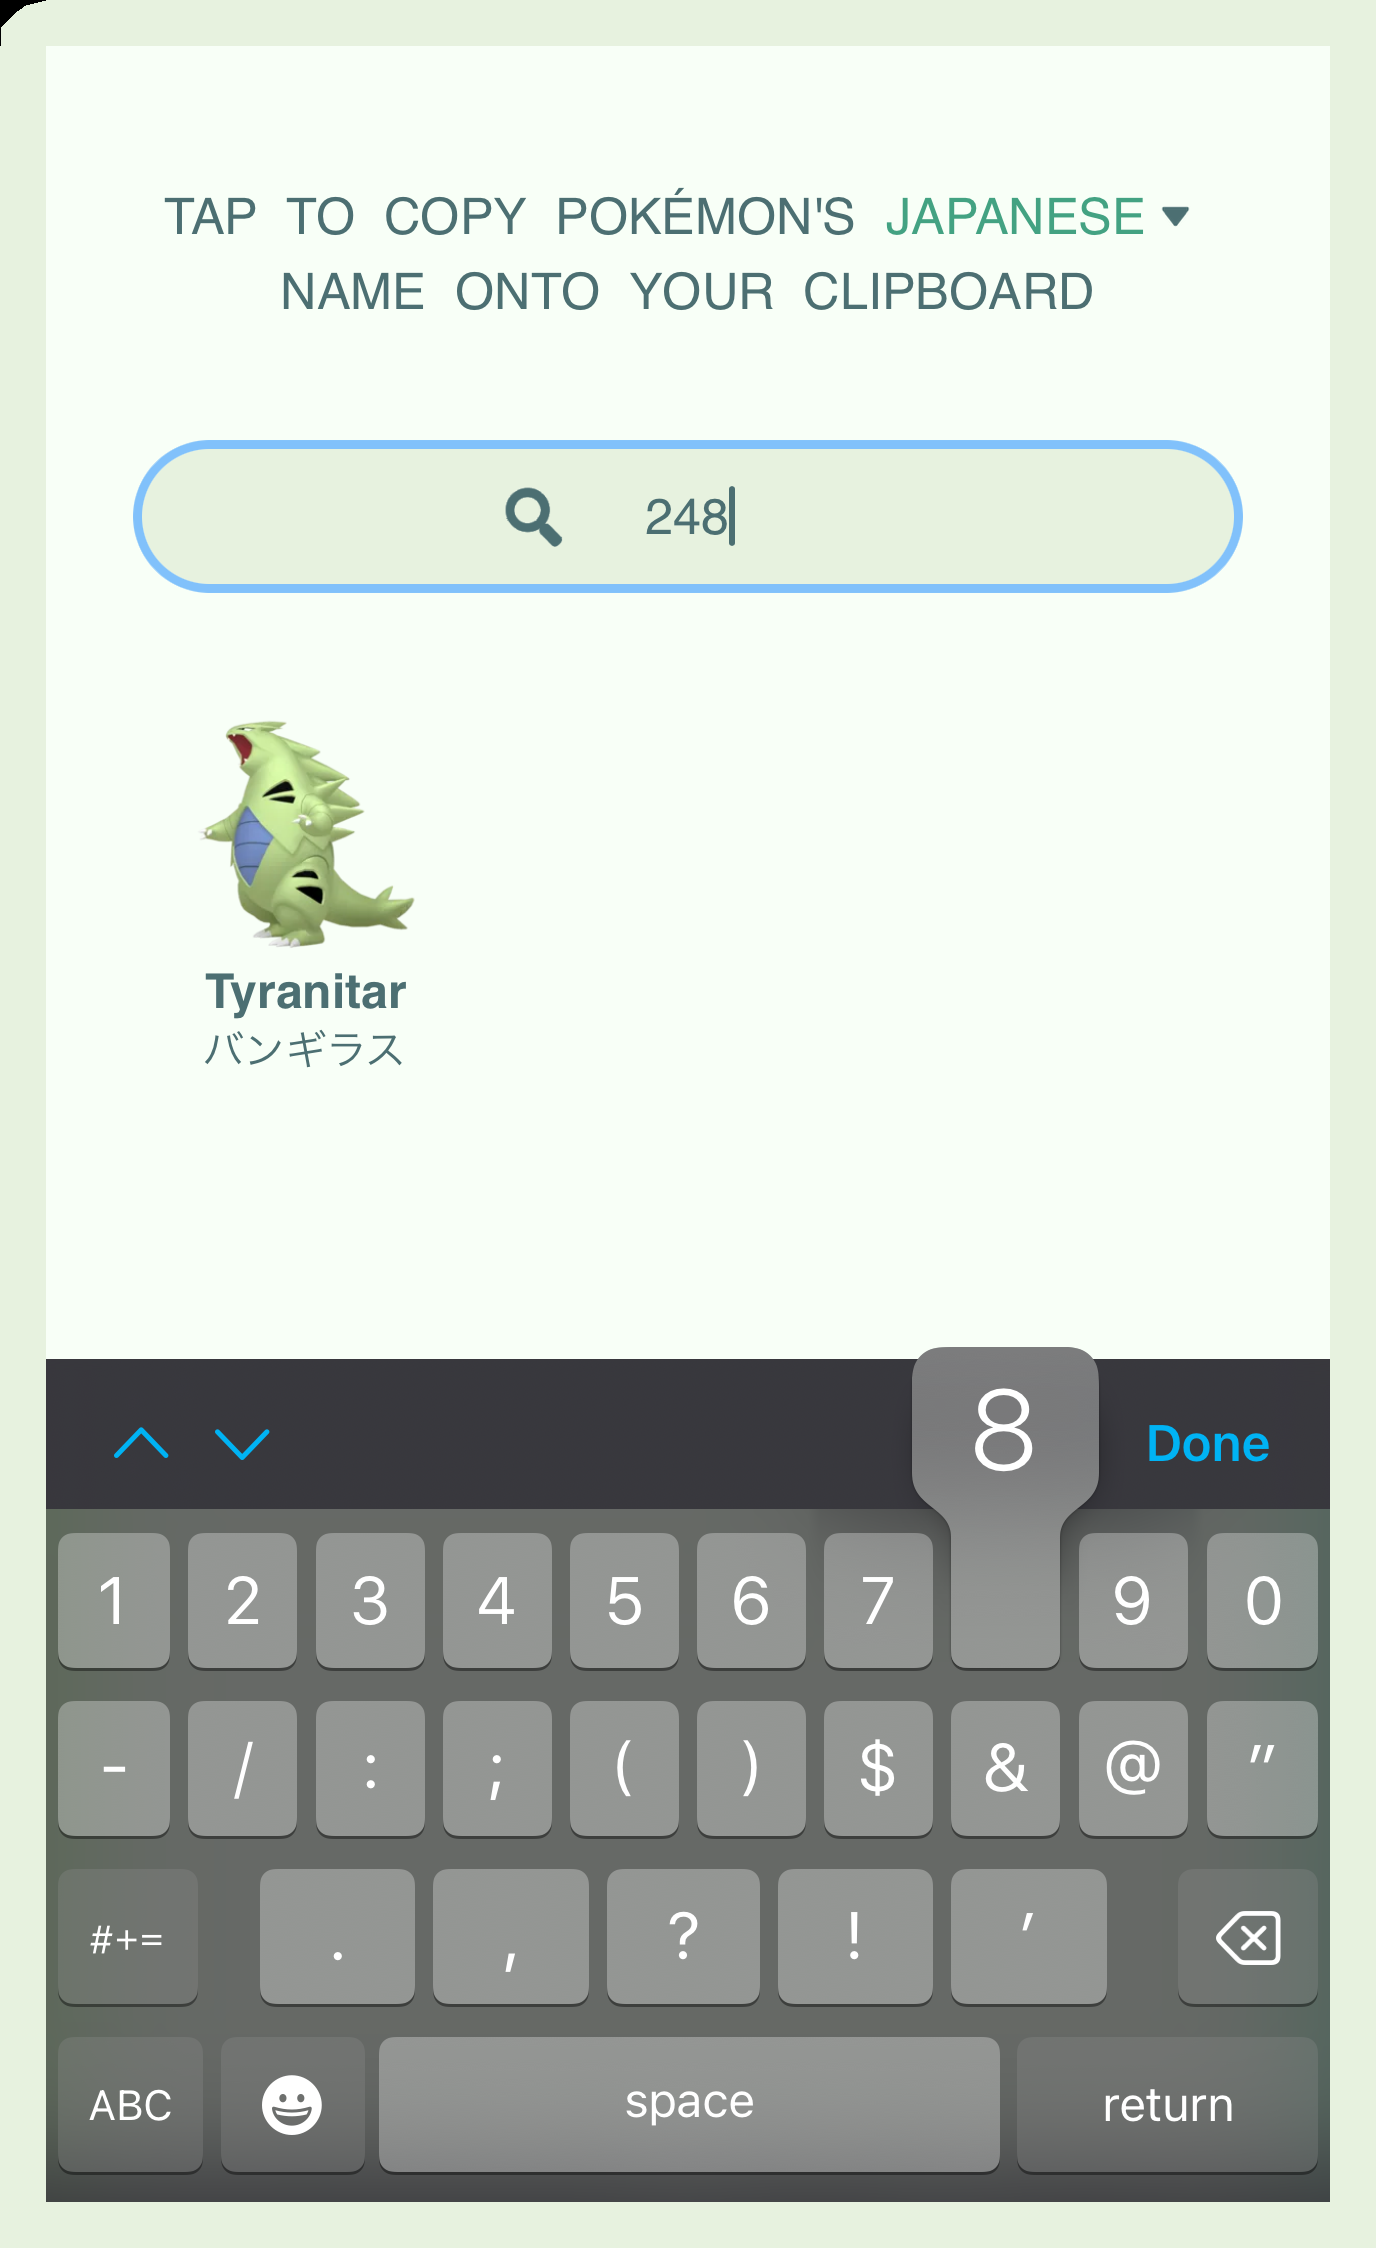 TAP TO COPY POKÉMON'S JAPANESE
NAME ONTO YOUR CLIPBOARD
248
Tyranitar
バンギラス
8
Done
1 2 3 4 5 6 7 9 0
- / : ; ( ) $ & @ "
#+= . , ? ! '
ABC space return